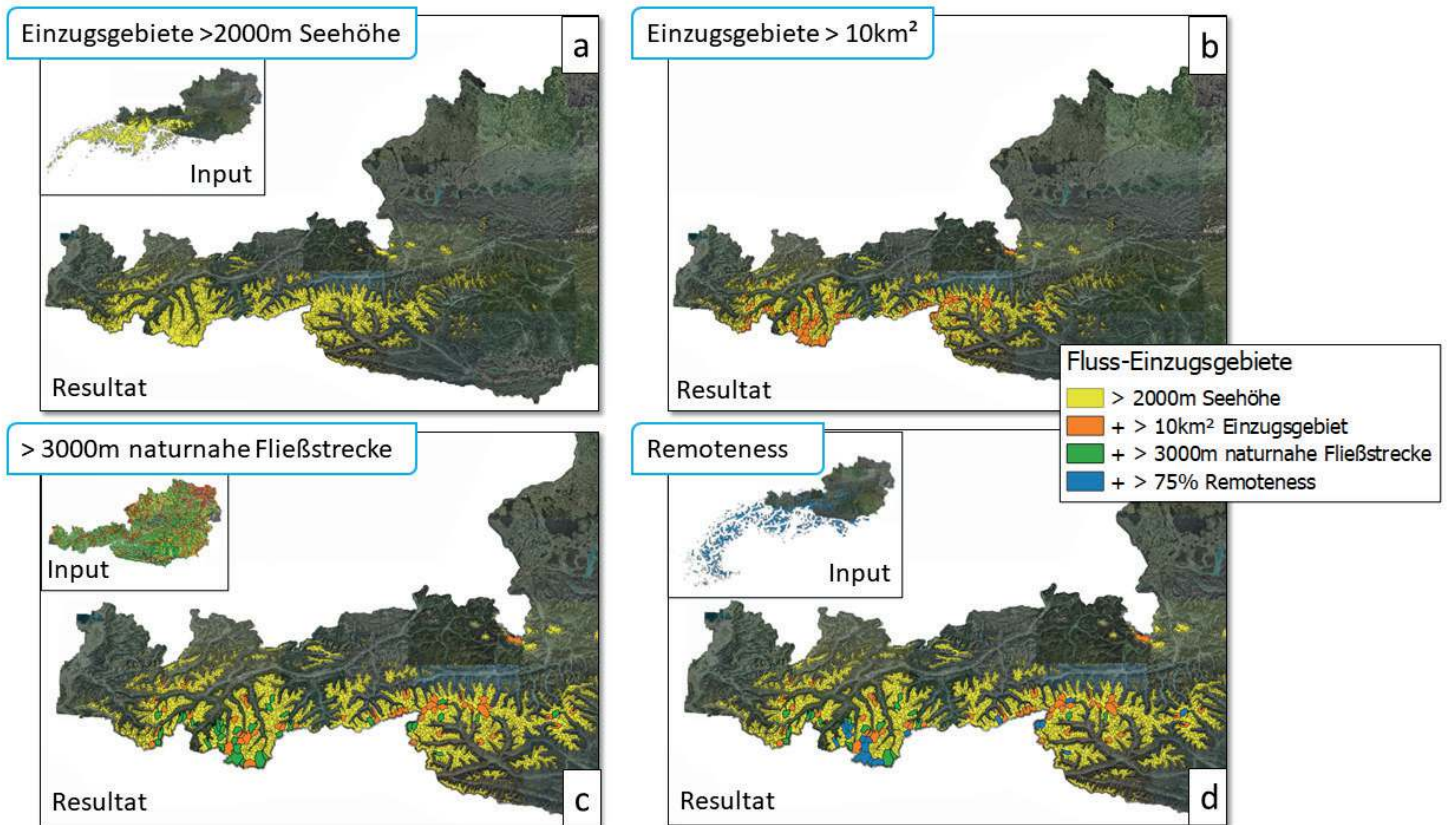 Einzugsgebiete >2000m Seehöhe
a
Input
Resultat
Einzugsgebiete > 10km²
b
Resultat
Fluss-Einzugsgebiete
> 2000m Seehöhe
+ > 10km² Einzugsgebiet
+ > 3000m naturnahe Fließstrecke
+ > 75% Remoteness
> 3000m naturnahe Fließstrecke
Input
Resultat
c
Remoteness
Input
Resultat
d